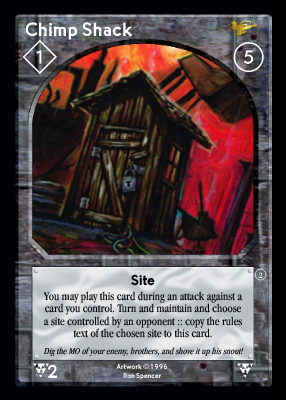 Chimp Shack
1
5
Site
2
You may play this card during an attack against a
card you control. Turn and maintain and choose
a site controlled by an opponent :: copy the rules
text of the chosen site to this card.
Dig the MO of your enemy, brothers, and shove it up his snout!
2
Artwork © 1996
Ron Spencer